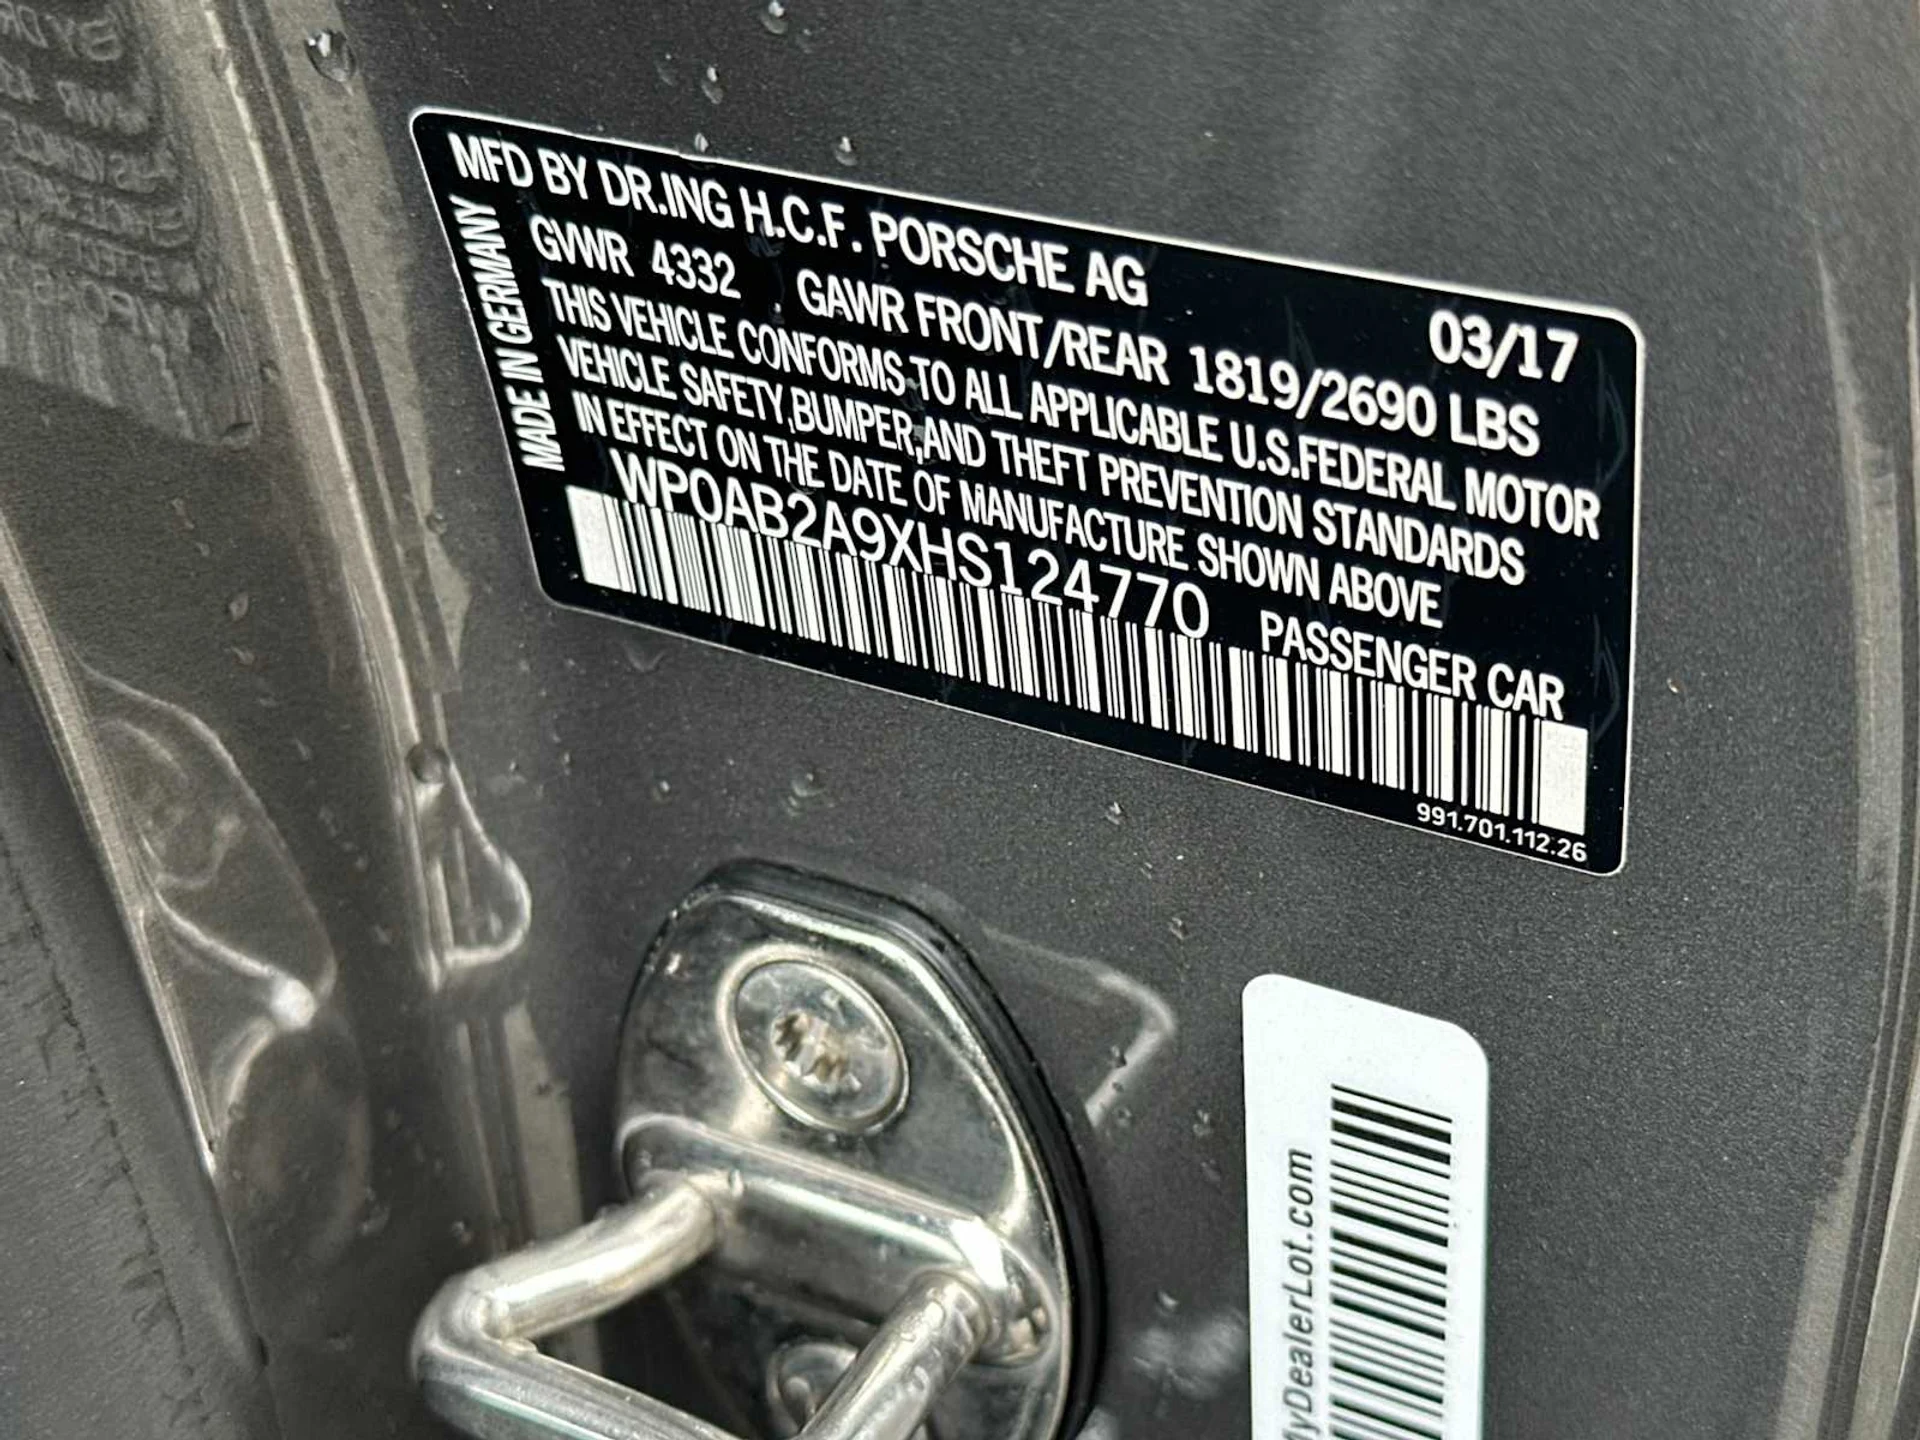 MFD BY DR.ING H.C.F. PORSCHE AG
03/17
GVWR 4332 GAWR FRONT/REAR 1819/2690 LBS
THIS VEHICLE CONFORMS TO ALL APPLICABLE U.S.FEDERAL MOTOR
VEHICLE SAFETY,BUMPER,AND THEFT PREVENTION STANDARDS
IN EFFECT ON THE DATE OF MANUFACTURE SHOWN ABOVE
WP0AB2A9XHS124770
PASSENGER CAR
MADE IN GERMANY
991.701.112.26
MyDealerLot.com